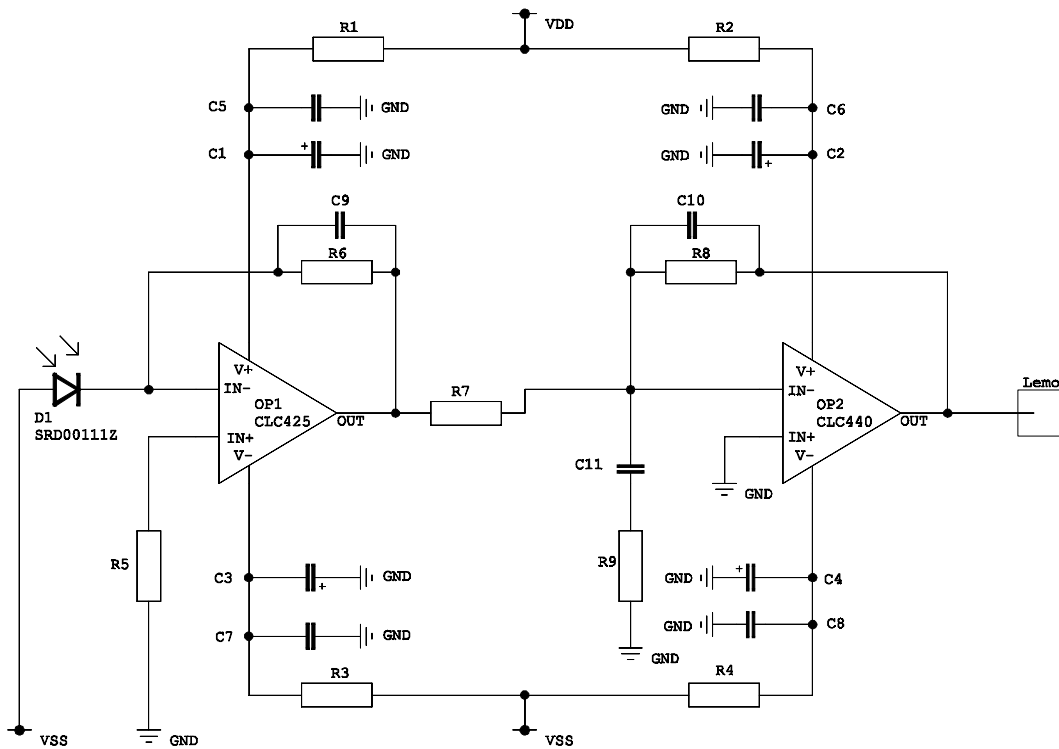 R1
VDD
R2
C5
GND
GND
C6
C1
+
GND
GND
+
C2
C9
C10
R6
R8
V+
IN-
D1
SRD00111Z
OP1
CLC425
OUT
IN+
V-
R7
V+
IN-
OP2
CLC440
OUT
IN+
V-
Lemo
C11
GND
R5
R9
C3
+
GND
GND
+
C4
C7
GND
GND
C8
GND
R3
R4
VSS
GND
VSS